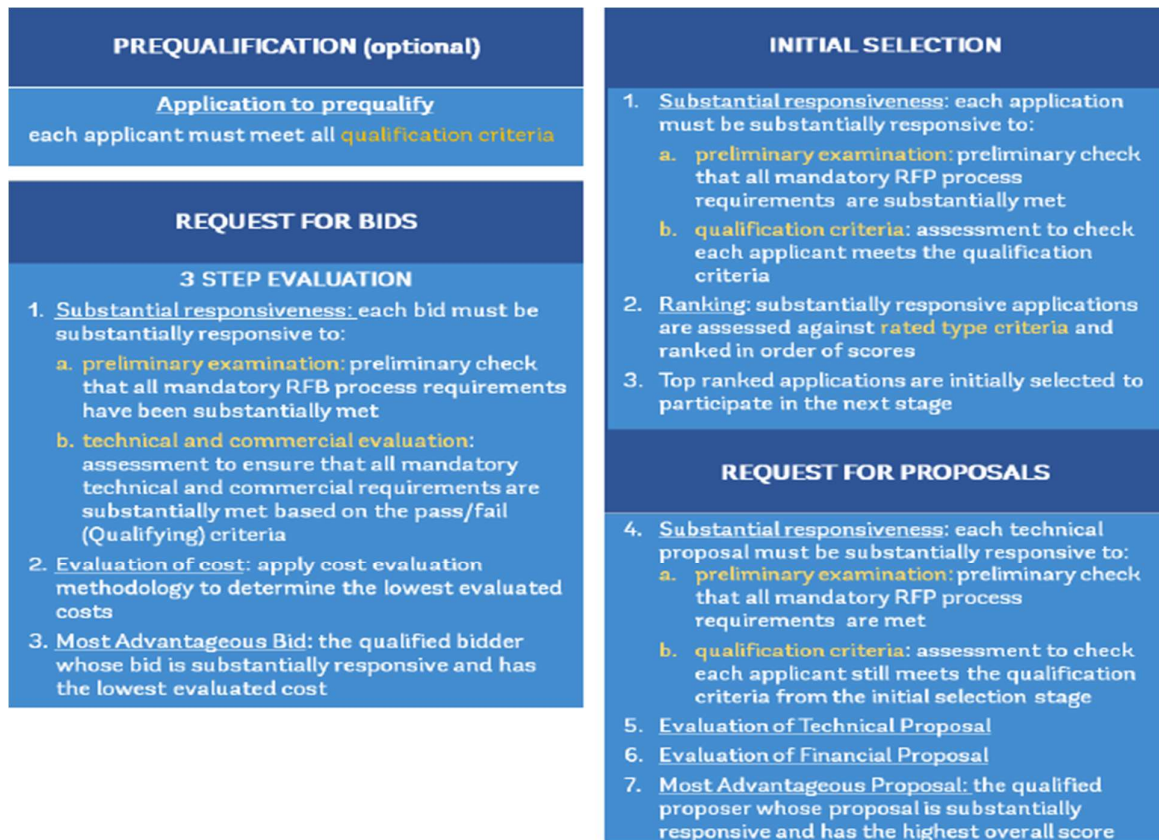 PREQUALIFICATION (optional)
Application to prequalify
each applicant must meet all qualification criteria
REQUEST FOR BIDS
3 STEP EVALUATION
1. Substantial responsiveness: each bid must be
substantially responsive to:
a. preliminary examination: preliminary check
that all mandatory RFB process requirements
have been substantially met
b. technical and commercial evaluation:
assessment to ensure that all mandatory
technical and commercial requirements are
substantially met based on the pass/fail
(Qualifying) criteria
2. Evaluation of cost: apply cost evaluation
methodology to determine the lowest evaluated
costs
3. Most Advantageous Bid: the qualified bidder
whose bid is substantially responsive and has
the lowest evaluated cost
INITIAL SELECTION
1. Substantial responsiveness: each application
must be substantially responsive to:
a. preliminary examination: preliminary check
that all mandatory RFP process
requirements are substantially met
b. qualification criteria: assessment to check
each applicant meets the qualification
criteria
2. Ranking: substantially responsive applications
are assessed against rated type criteria and
ranked in order of scores
3. Top ranked applications are initially selected to
participate in the next stage
REQUEST FOR PROPOSALS
4. Substantial responsiveness: each technical
proposal must be substantially responsive to:
a. preliminary examination: preliminary check
that all mandatory RFP process
requirements are met
b. qualification criteria: assessment to check
each applicant still meets the qualification
criteria from the initial selection stage
5. Evaluation of Technical Proposal
6. Evaluation of Financial Proposal
7. Most Advantageous Proposal: the qualified
proposer whose proposal is substantially
responsive and has the highest overall score